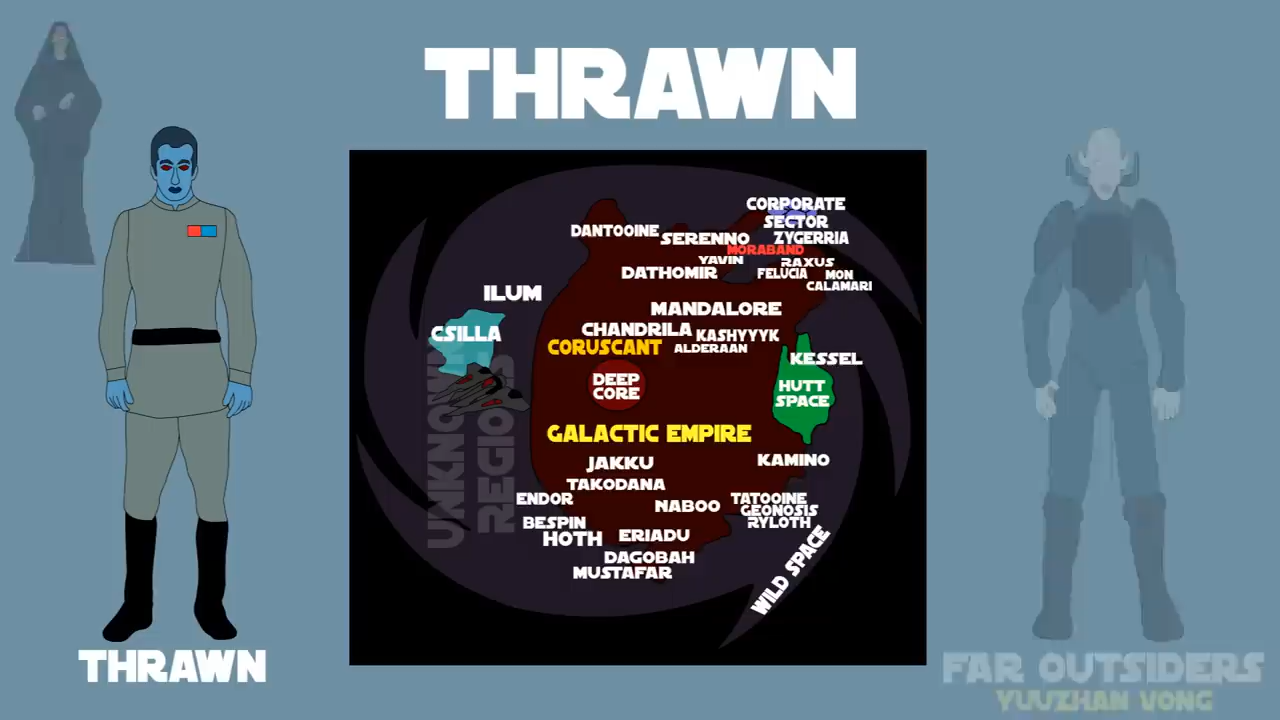 THRAWN
CORPORATE
SECTOR
DANTOOINE
SERENNO
ZYGERRIA
MORABAND
YAVIN
RAXUS
DATHOMIR
FELUCIA
MON
CALAMARI
ILUM
MANDALORE
CSILLA
CHANDRILA
KASHYYYK
CORUSCANT
ALDERAAN
KESSEL
DEEP
CORE
HUTT
SPACE
UNKNOWN
REGIONS
GALACTIC EMPIRE
JAKKU
KAMINO
TAKODANA
ENDOR
NABOO
TATOOINE
GEONOSIS
RYLOTH
BESPIN
HOTH
ERIADU
DAGOBAH
MUSTAFAR
WILD SPACE
THRAWN
FAR OUTSIDERS
YUUZHAN VONG